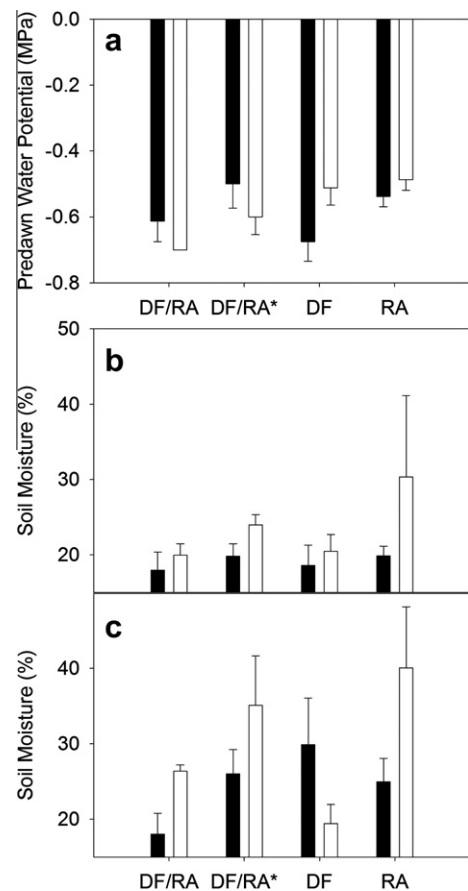 a
Predawn Water Potential (MPa)
0.0
-0.2
-0.4
-0.6
-0.8
DF/RA DF/RA* DF RA
b
Soil Moisture (%)
50
40
30
20
c
Soil Moisture (%)
40
30
20
DF/RA DF/RA* DF RA